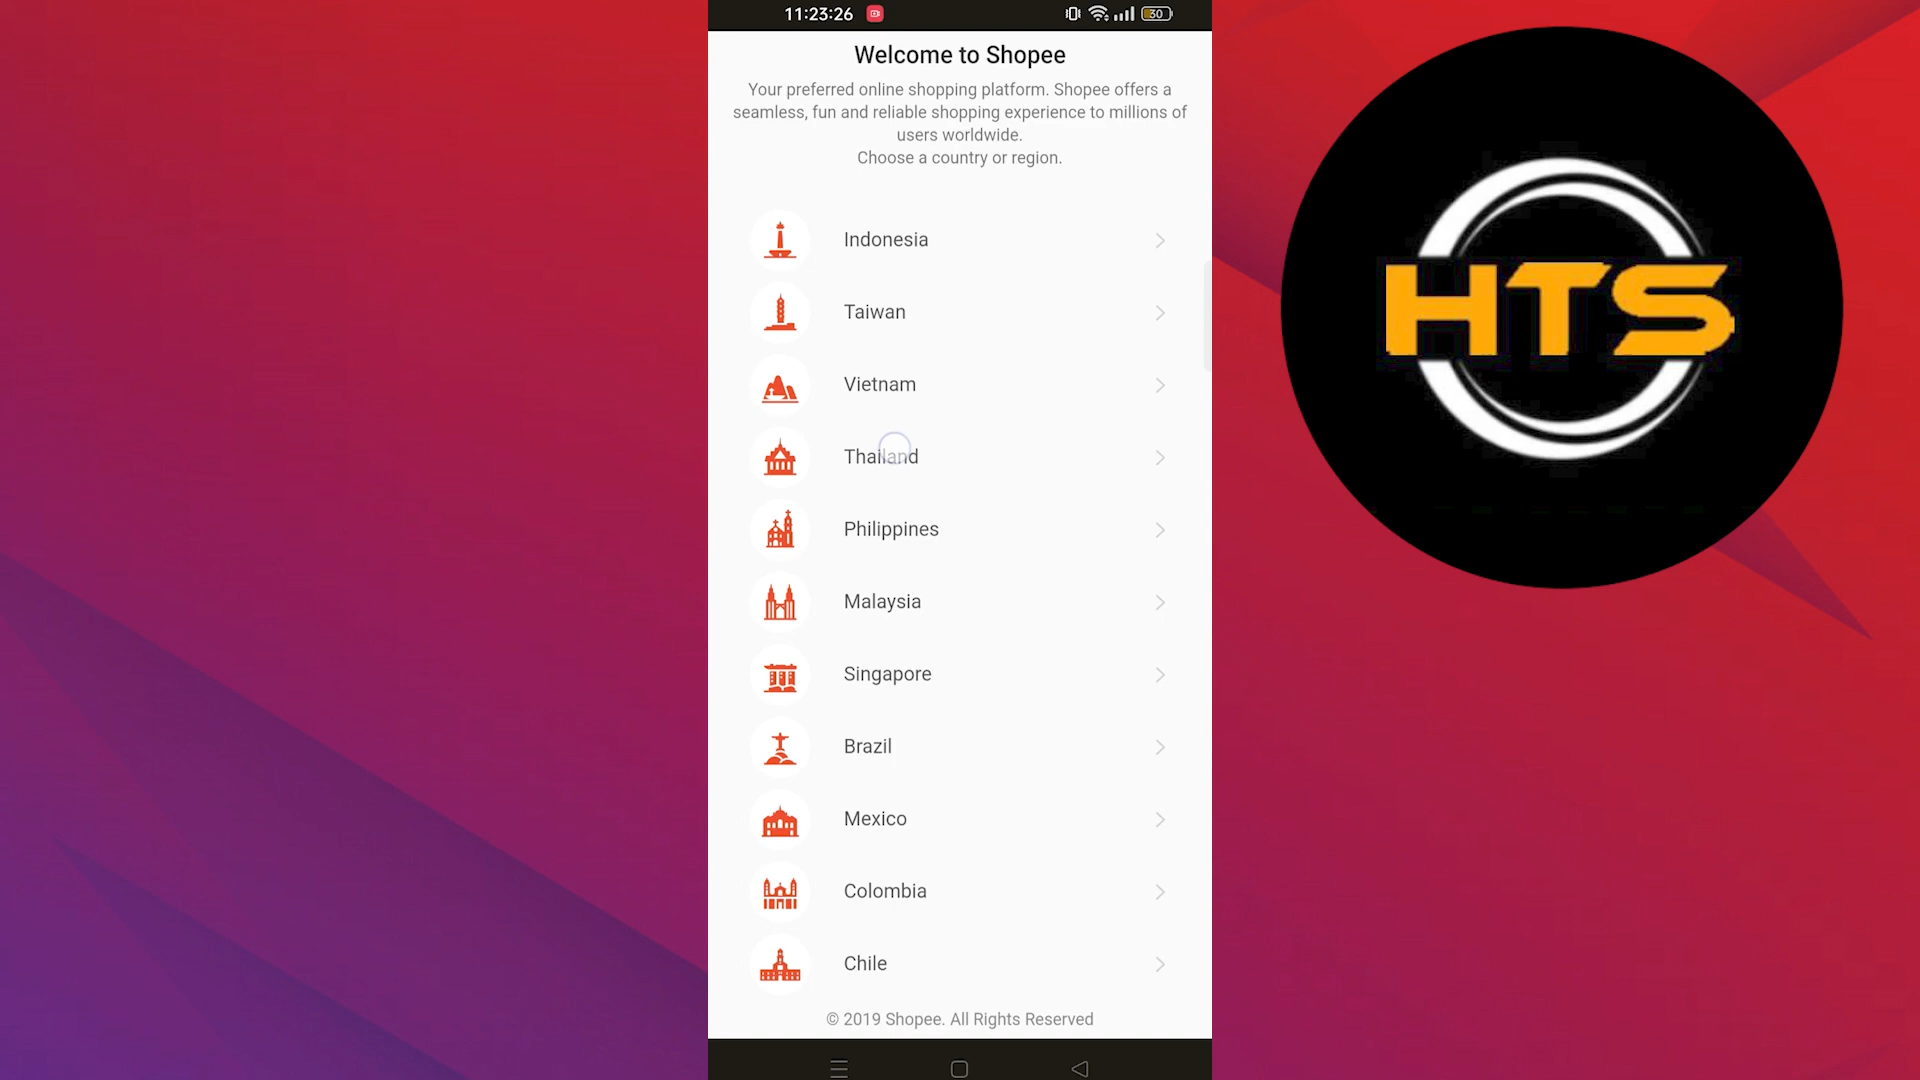 11:23:26
30
Welcome to Shopee
Your preferred online shopping platform. Shopee offers a
seamless, fun and reliable shopping experience to millions of
users worldwide.
Choose a country or region.
Indonesia
Taiwan
Vietnam
Thailand
Philippines
Malaysia
Singapore
Brazil
Mexico
Colombia
Chile
© 2019 Shopee. All Rights Reserved
HTS